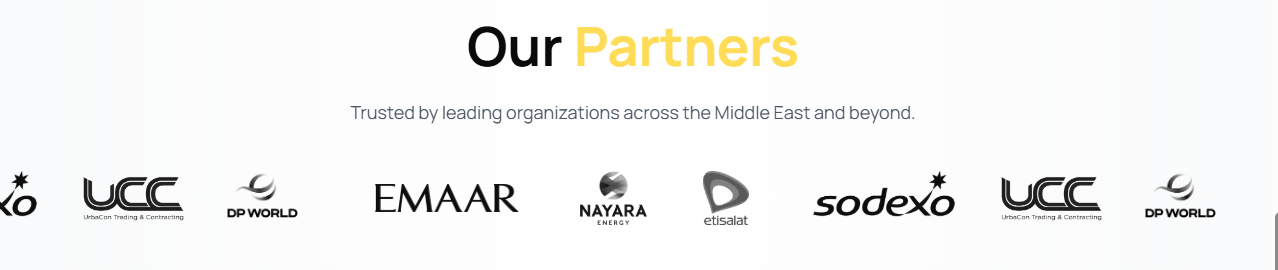 Our Partners
Trusted by leading organizations across the Middle East and beyond.
xo
UCC
UrbaCon Trading & Contracting
DP WORLD
EMAAR
NAYARA
ENERGY
etisalat
sodexo
UCC
UrbaCon Trading & Contracting
DP WORLD